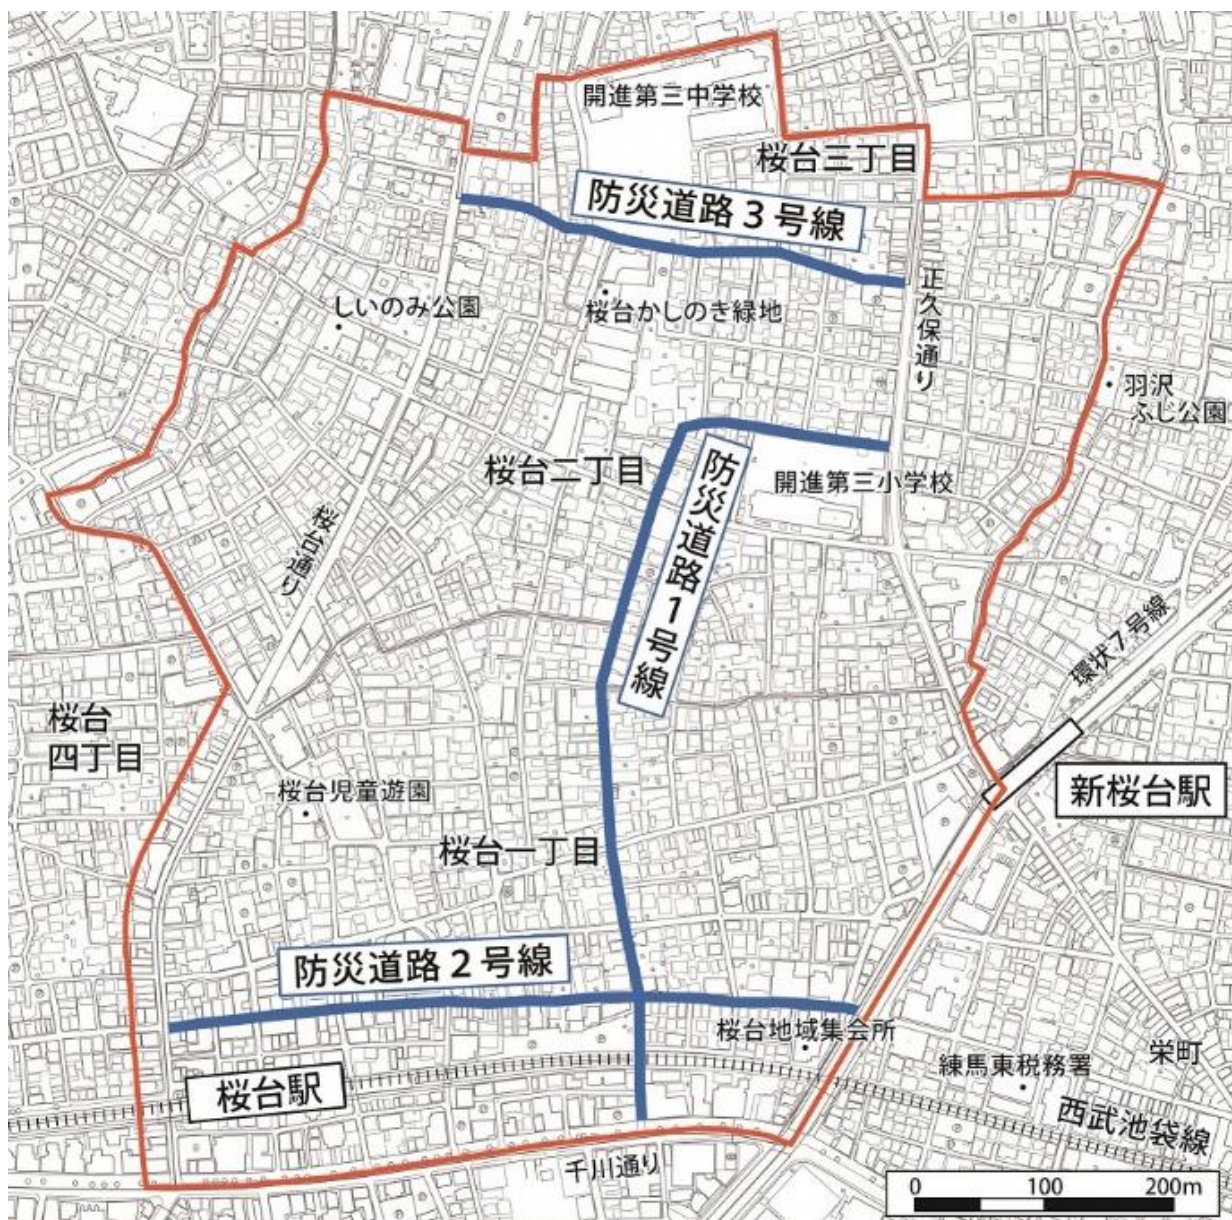 開進第三中学校
桜台三丁目
防災道路3号線
正久保通り
しいのみ公園
桜台かしのき緑地
羽沢
ふじ公園
桜台二丁目
防災道路1号線
開進第三小学校
桜台通り
環状7号線
桜台
四丁目
新桜台駅
桜台児童遊園
桜台一丁目
防災道路2号線
桜台地域集会所
栄町
練馬東税務署
桜台駅
西武池袋線
千川通り
0 100 200m